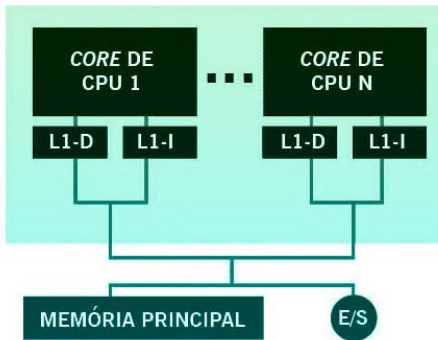 CORE DE
CPU 1
CORE DE
CPU N
L1-D
L1-I
L1-D
L1-I
MEMÓRIA PRINCIPAL
E/S